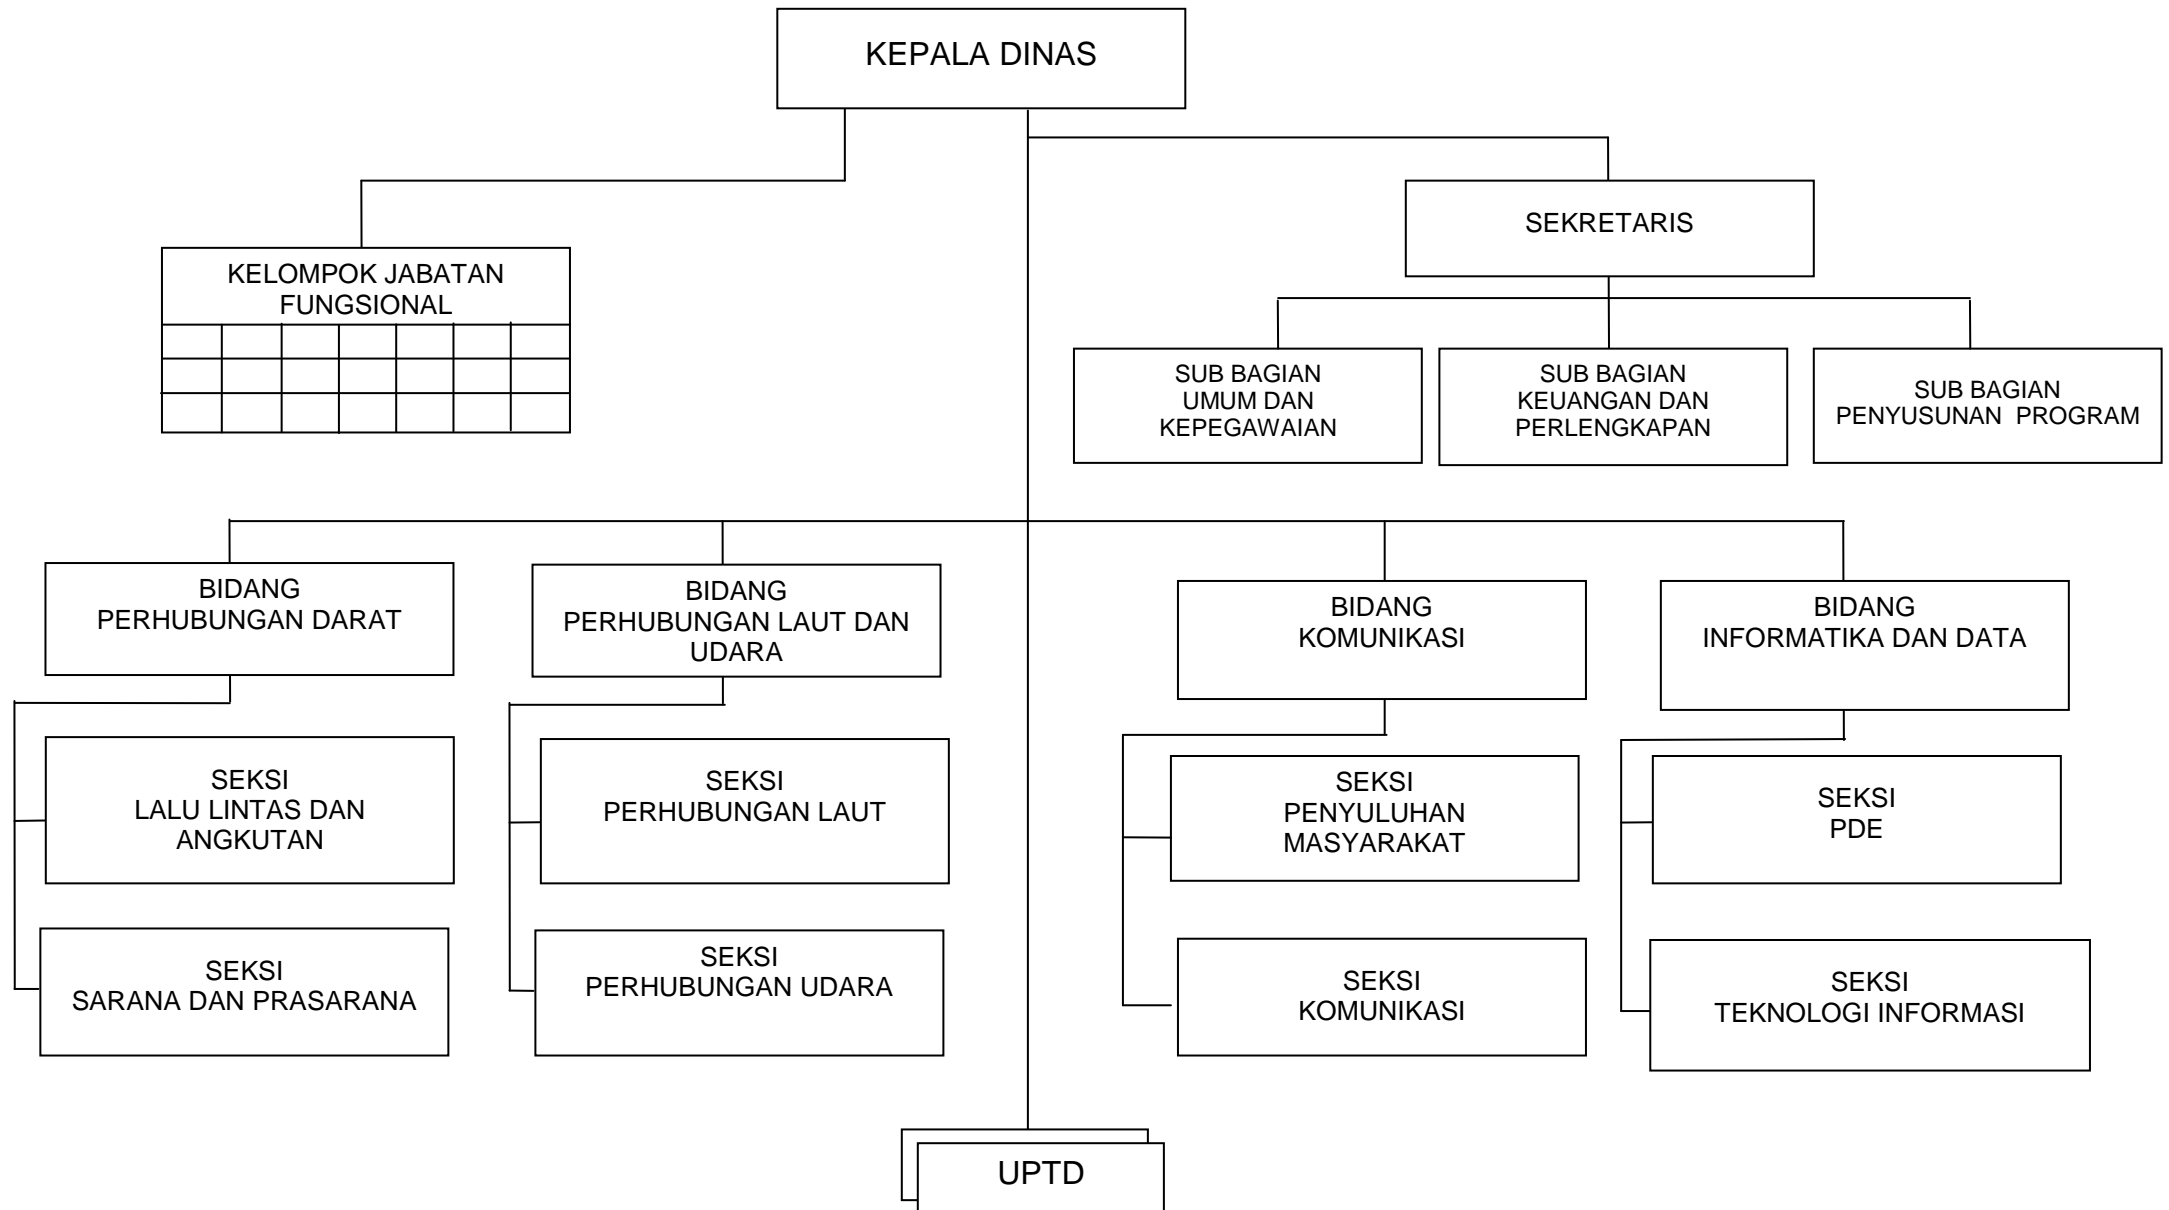 KEPALA DINAS
SEKRETARIS
KELOMPOK JABATAN
FUNGSIONAL
SUB BAGIAN
UMUM DAN
KEPEGAWAIAN
SUB BAGIAN
KEUANGAN DAN
PERLENGKAPAN
SUB BAGIAN
PENYUSUNAN  PROGRAM
BIDANG
PERHUBUNGAN DARAT
BIDANG
PERHUBUNGAN LAUT DAN
UDARA
BIDANG
KOMUNIKASI
BIDANG
INFORMATIKA DAN DATA
SEKSI
LALU LINTAS DAN
ANGKUTAN
SEKSI
PERHUBUNGAN LAUT
SEKSI
PENYULUHAN
MASYARAKAT
SEKSI
PDE
SEKSI
SARANA DAN PRASARANA
SEKSI
PERHUBUNGAN UDARA
SEKSI
KOMUNIKASI
SEKSI
TEKNOLOGI INFORMASI
UPTD